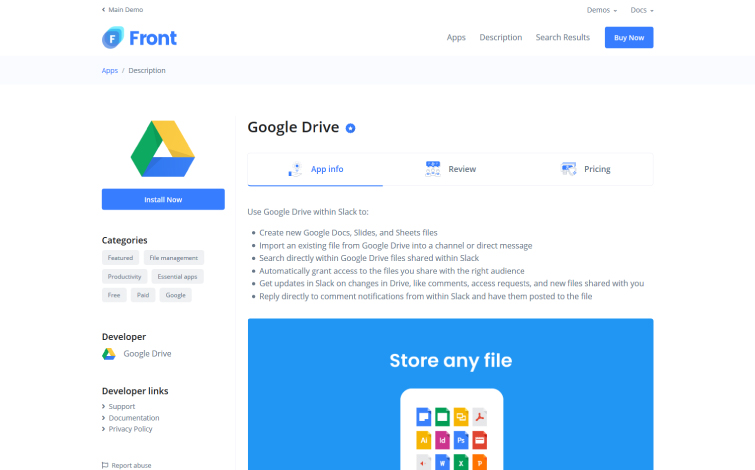 Main Demo
Demos
Docs
F Front
Apps
Description
Search Results
Buy Now
Apps / Description
Install Now
Categories
Featured
File management
Productivity
Essential apps
Free
Paid
Google
Developer
Google Drive
Developer links
Support
Documentation
Privacy Policy
Report abuse
Google Drive
App info
Review
Pricing
Use Google Drive within Slack to:
Create new Google Docs, Slides, and Sheets files
Import an existing file from Google Drive into a channel or direct message
Search directly within Google Drive files shared within Slack
Automatically grant access to the files you share with the right audience
Get updates in Slack on changes in Drive, like comments, access requests, and new files shared with you
Reply directly to comment notifications from within Slack and have them posted to the file
Store any file
Ai
Id
Ps
W
X
P